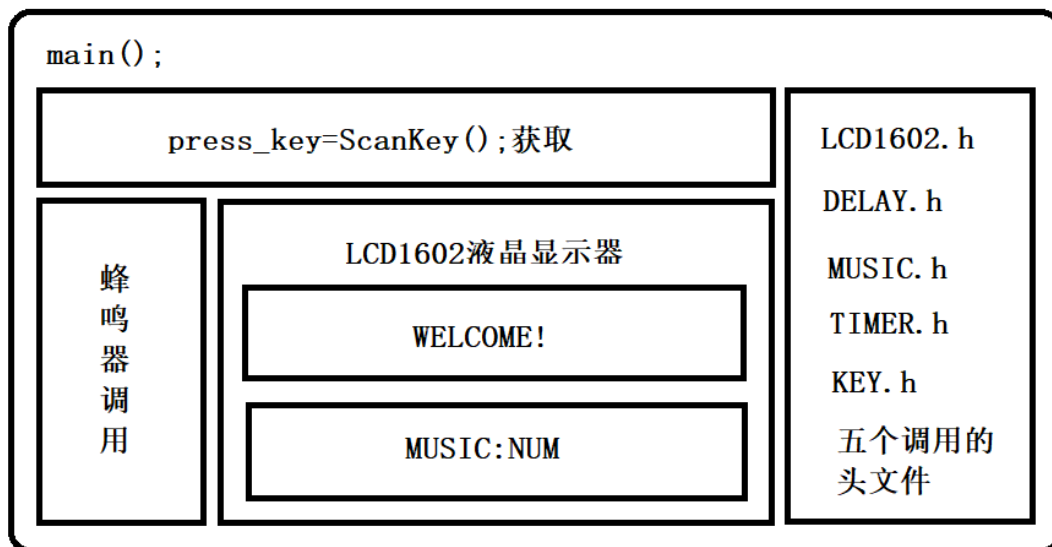 main();
press_key=ScanKey();获取
蜂鸣器调用
LCD1602液晶显示器
WELCOME!
MUSIC:NUM
LCD1602.h
DELAY.h
MUSIC.h
TIMER.h
KEY.h
五个调用的
头文件